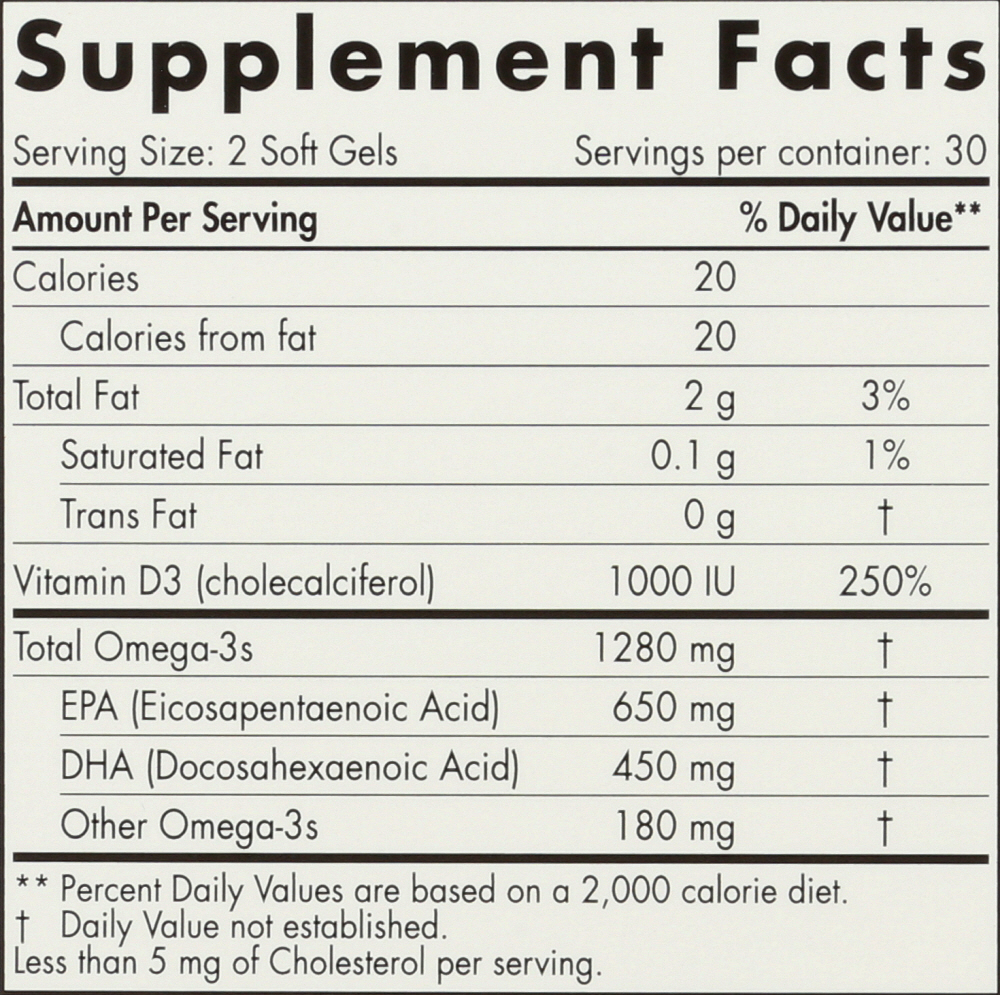 Supplement Facts
Serving Size: 2 Soft Gels Servings per container: 30
Amount Per Serving % Daily Value**
Calories 20
Calories from fat 20
Total Fat 2 g 3%
Saturated Fat 0.1 g 1%
Trans Fat 0 g †
Vitamin D3 (cholecalciferol) 1000 IU 250%
Total Omega-3s 1280 mg †
EPA (Eicosapentaenoic Acid) 650 mg †
DHA (Docosahexaenoic Acid) 450 mg †
Other Omega-3s 180 mg †
** Percent Daily Values are based on a 2,000 calorie diet.
† Daily Value not established.
Less than 5 mg of Cholesterol per serving.